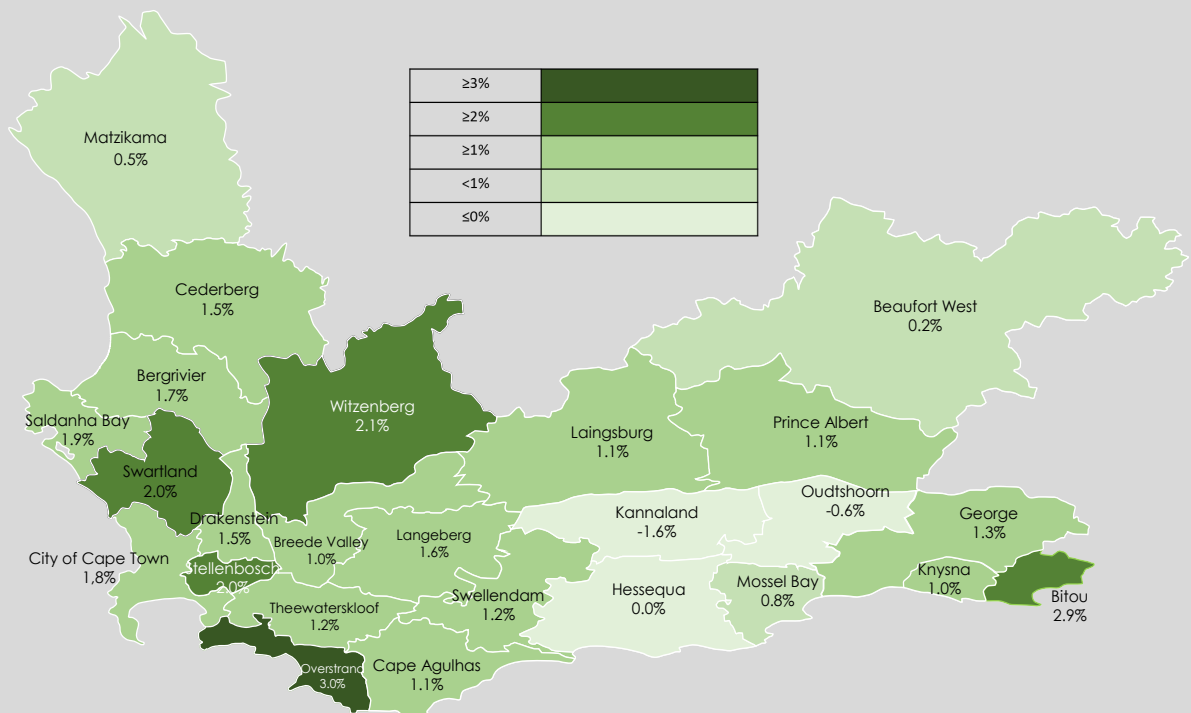 ≥3%
≥2%
≥1%
<1%
≤0%
Matzikama
0.5%
Cederberg
1.5%
Beaufort West
0.2%
Bergrivier
1.7%
Witzenberg
2.1%
Saldanha Bay
1.9%
Laingsburg
1.1%
Prince Albert
1.1%
Swartland
2.0%
Oudtshoorn
-0.6%
Kannaland
-1.6%
George
1.3%
Drakenstein
1.5%
Breede Valley
1.0%
Langeberg
1.6%
City of Cape Town
1.8%
Stellenbosch
2.0%
Knysna
1.0%
Mossel Bay
0.8%
Hessequa
0.0%
Bitou
2.9%
Swellendam
1.2%
Theewaterskloof
1.2%
Overstrand
3.0%
Cape Agulhas
1.1%